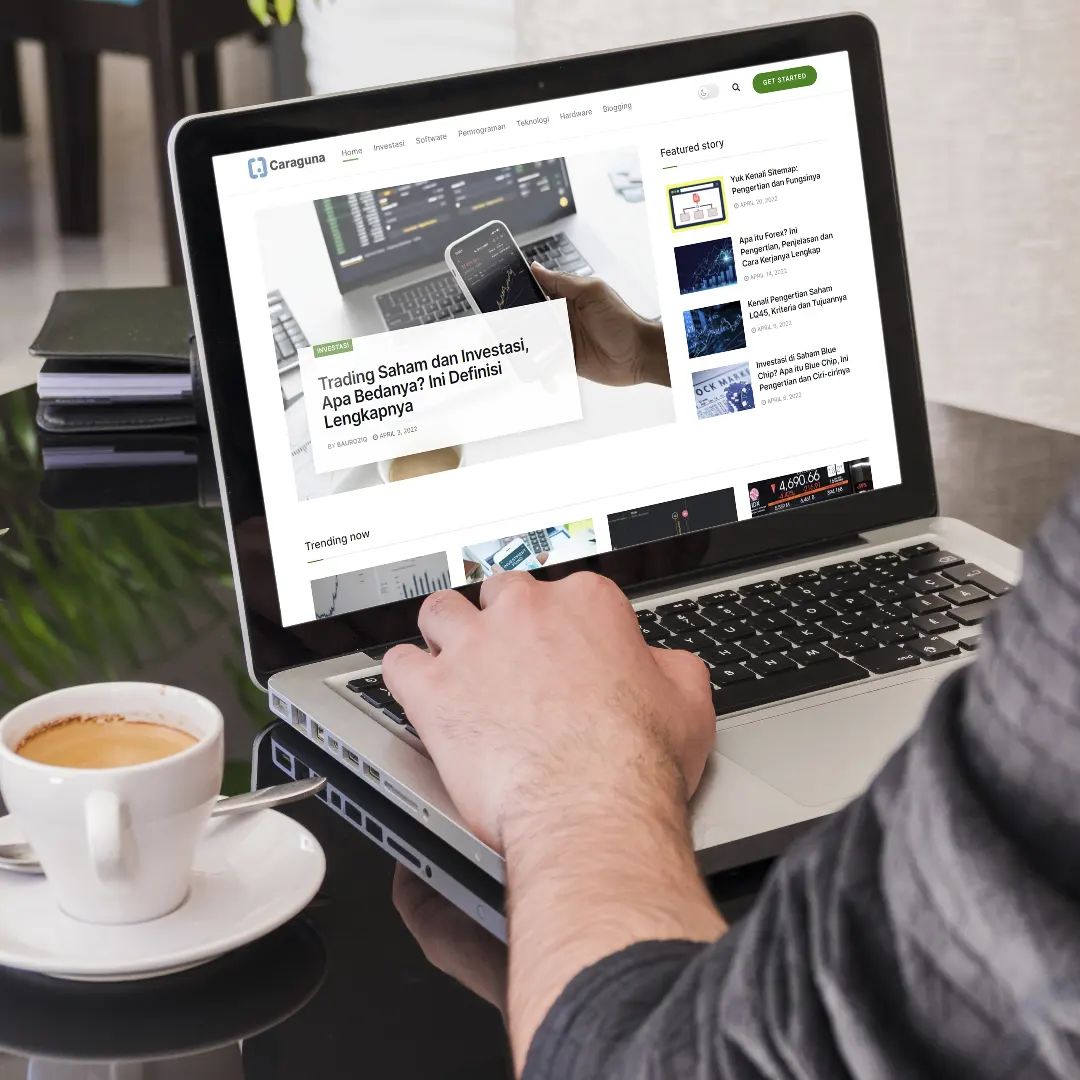 Caraguna
Home
Investasi
Software
Pemrograman
Teknologi
Hardware
Blogging
GET STARTED
INVESTASI
Trading Saham dan Investasi,
Apa Bedanya? Ini Definisi
Lengkapnya
BY BAUROZIQ APRIL 3, 2022
Featured story
Yuk Kenali Sitemap:
Pengertian dan Fungsinya
APRIL 20, 2022
Apa itu Forex? Ini
Pengertian, Penjelasan dan
Cara Kerjanya Lengkap
APRIL 14, 2022
Kenali Pengertian Saham
LQ45, Kriteria dan Tujuannya
APRIL 9, 2022
OCK MARK
Investasi di Saham Blue
Chip? Apa itu Blue Chip, Ini
Pengertian dan Ciri-cirinya
APRIL 6, 2022
Trending now
4,690.66